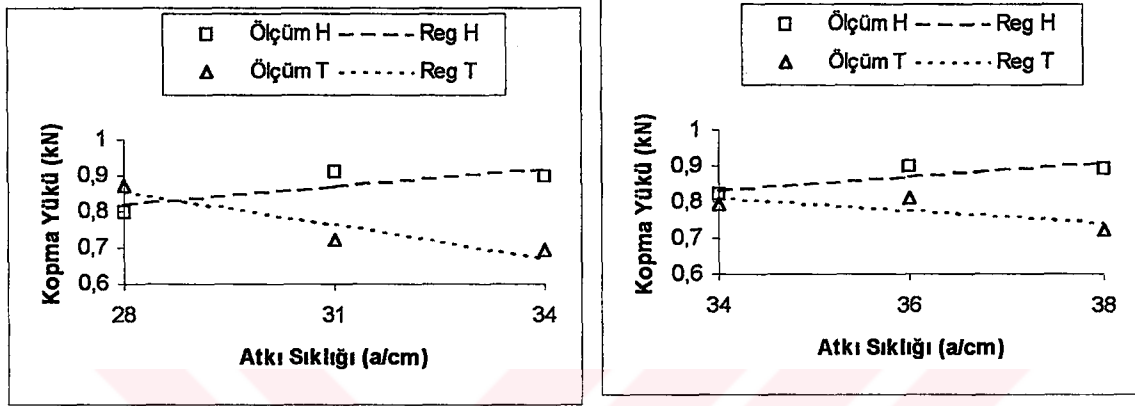 Ölçüm H Reg H
Ölçüm T Reg T
Kopma Yükü (kN)
1
0,9
0,8
0,7
0,6
28 31 34
Atkı Sıklığı (a/cm)
Ölçüm H Reg H
Ölçüm T Reg T
Kopma Yükü (kN)
1
0,9
0,8
0,7
0,6
34 36 38
Atkı Sıklığı (a/cm)